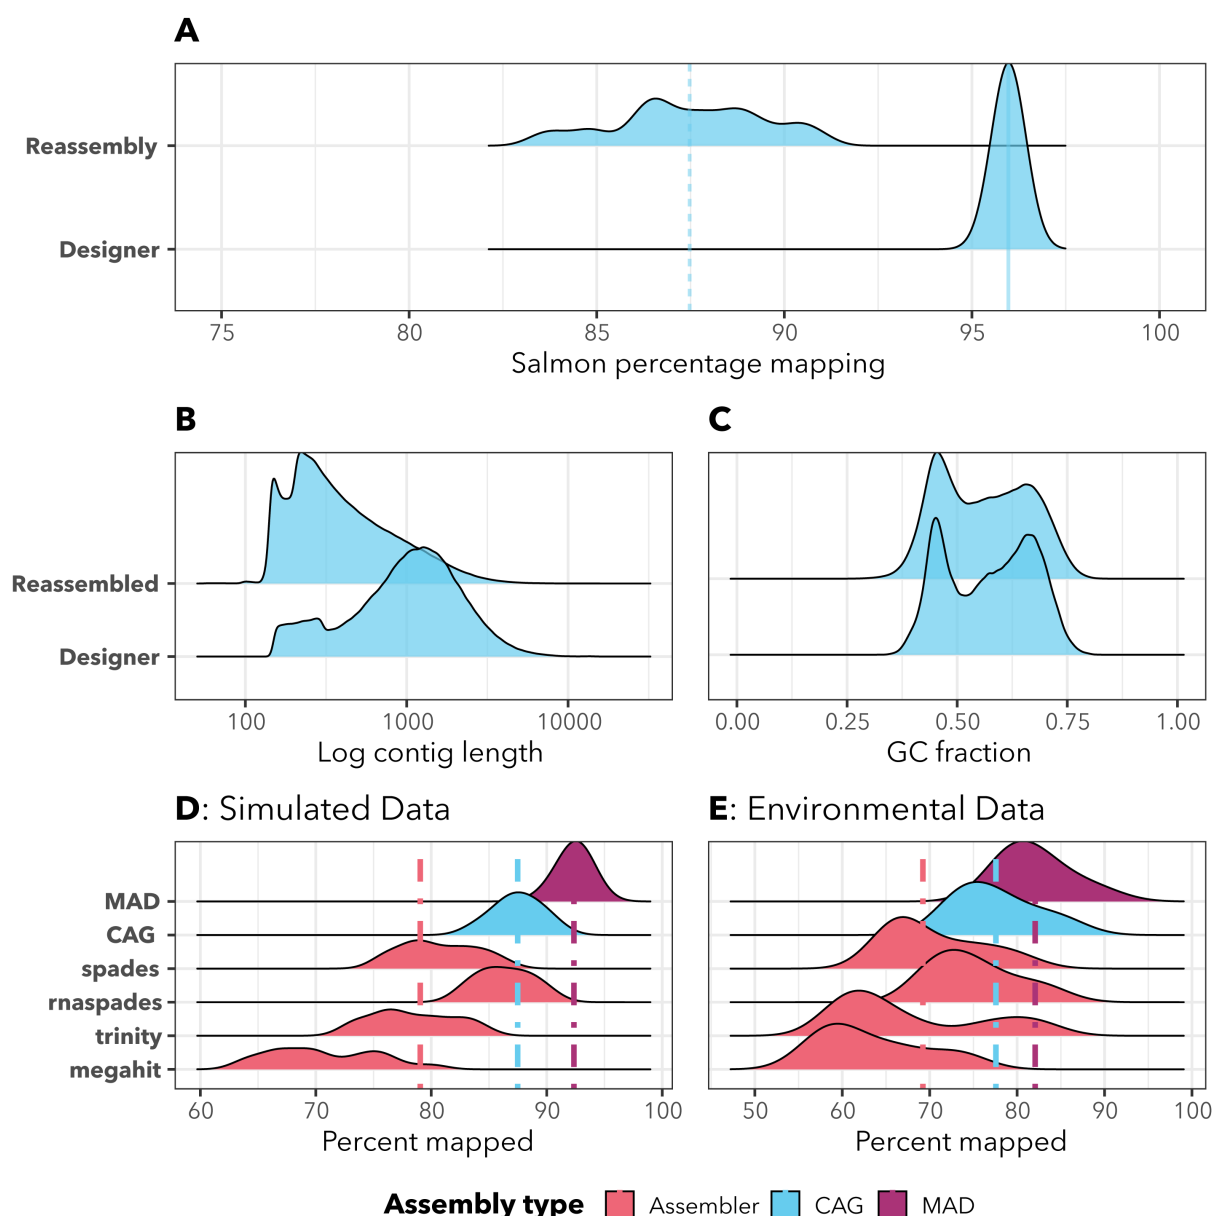 A
Reassembly
Designer
75 80 85 90 95 100
Salmon percentage mapping
B C
Reassembled
Designer
100 1000 10000 0.00 0.25 0.50 0.75 1.00
Log contig length GC fraction
D: Simulated Data E: Environmental Data
MAD
CAG
spades
rnaspades
trinity
megahit
60 70 80 90 100 50 60 70 80 90 100
Percent mapped Percent mapped
Assembly type Assembler CAG MAD